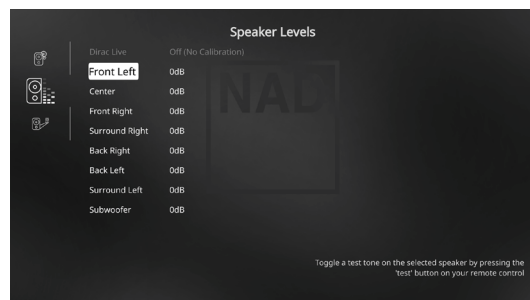 Speaker Levels
Dirac Live Off (No Calibration)
Front Left 0dB
Center 0dB
Front Right 0dB
Surround Right 0dB
Back Right 0dB
Back Left 0dB
Surround Left 0dB
Subwoofer 0dB
NAD
Toggle a test tone on the selected speaker by pressing the
'test' button on your remote control